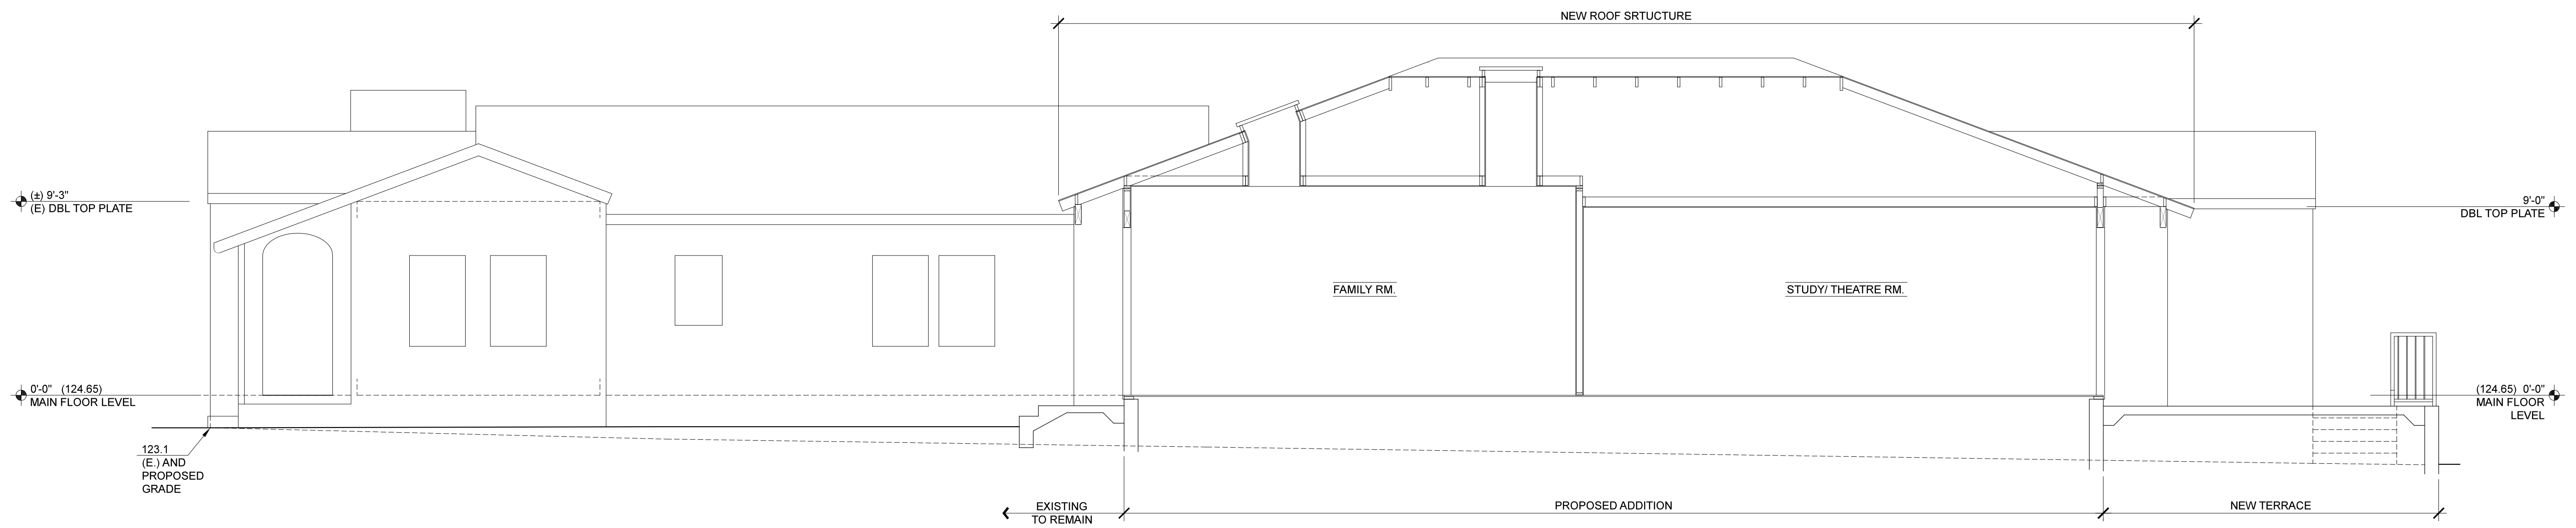 NEW ROOF SRTUCTURE
(±) 9'-3"
(E) DBL TOP PLATE
9'-0"
DBL TOP PLATE
FAMILY RM.
STUDY/ THEATRE RM.
0'-0" (124.65)
MAIN FLOOR LEVEL
(124.65) 0'-0"
MAIN FLOOR
LEVEL
123.1
(E.) AND
PROPOSED
GRADE
EXISTING
TO REMAIN
PROPOSED ADDITION
NEW TERRACE